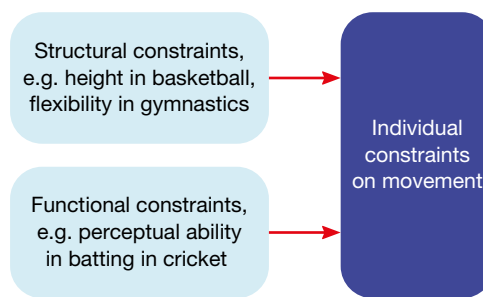 Structural constraints,
e.g. height in basketball,
flexibility in gymnastics
Functional constraints,
e.g. perceptual ability
in batting in cricket
Individual
constraints
on movement